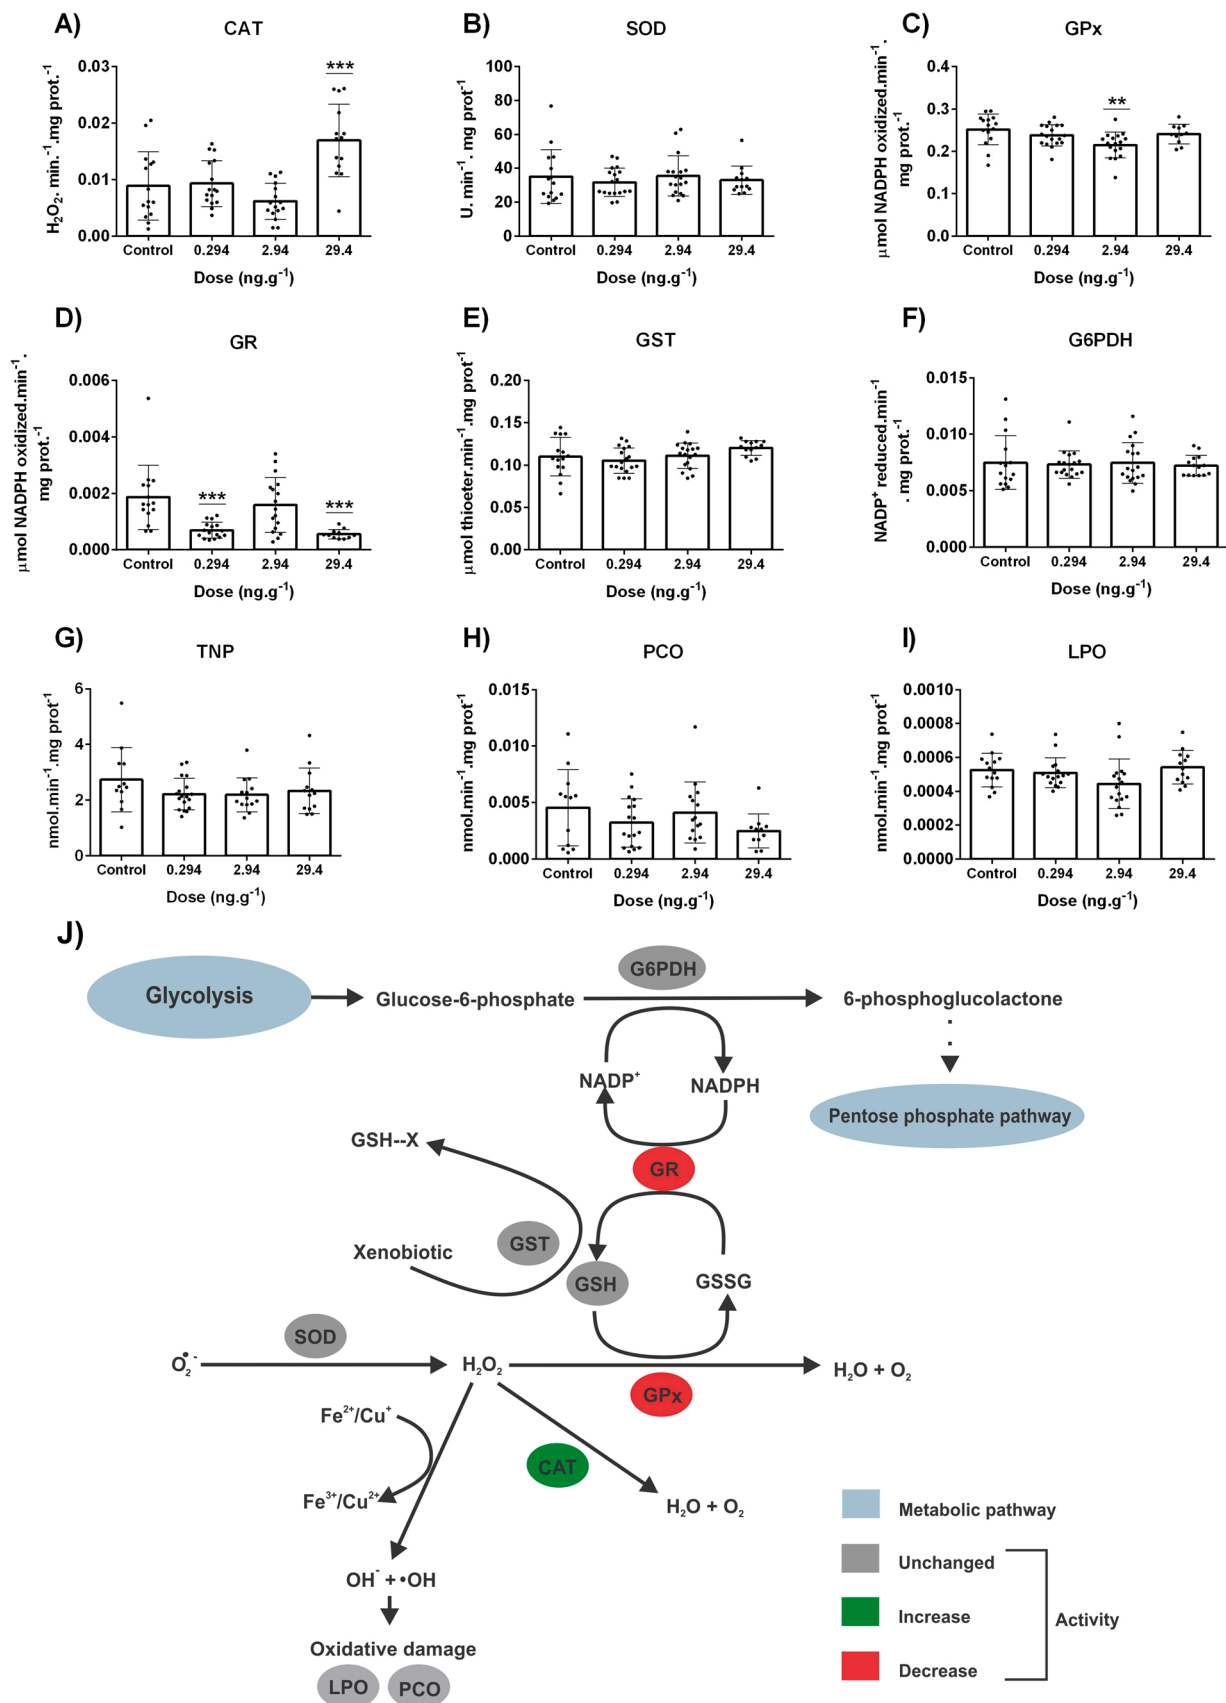 A)
CAT
H₂O₂. min.⁻¹.mg prot.⁻¹
0.03
0.02
0.01
0.00
***
Control 0.294 2.94 29.4
Dose (ng.g⁻¹)
B)
SOD
U. min⁻¹. mg prot⁻¹
100
80
60
40
20
0
Control 0.294 2.94 29.4
Dose (ng.g⁻¹)
C)
GPx
µmol NADPH oxidized.min⁻¹.
mg prot.⁻¹
0.4
0.3
0.2
0.1
0.0
**
Control 0.294 2.94 29.4
Dose (ng.g⁻¹)
D)
GR
µmol NADPH oxidized.min⁻¹.
mg prot.⁻¹
0.006
0.004
0.002
0.000
*** ***
Control 0.294 2.94 29.4
Dose (ng.g⁻¹)
E)
GST
µmol thioeter.min⁻¹.mg prot⁻¹
0.20
0.15
0.10
0.05
0.00
Control 0.294 2.94 29.4
Dose (ng.g⁻¹)
F)
G6PDH
NADP⁺ reduced.min⁻¹
. mg prot.⁻¹
0.015
0.010
0.005
0.000
Control 0.294 2.94 29.4
Dose (ng.g⁻¹)
G)
TNP
nmol.min⁻¹.mg prot⁻¹
6
4
2
0
Control 0.294 2.94 29.4
Dose (ng.g⁻¹)
H)
PCO
0.015
0.010
0.005
0.000
Control 0.294 2.94 29.4
Dose (ng.g⁻¹)
I)
LPO
nmol.min⁻¹.mg prot⁻¹
0.0010
0.0008
0.0006
0.0004
0.0002
0.0000
Control 0.294 2.94 29.4
Dose (ng.g⁻¹)
J)
G6PDH
Glycolysis
Glucose-6-phosphate
6-phosphoglucolactone
NADP⁺
NADPH
Pentose phosphate pathway
GSH--X
GR
GST
Xenobiotic
GSH
GSSG
SOD
O₂•⁻
H₂O₂
H₂O + O₂
GPx
Fe²⁺/Cu⁺
CAT
Fe³⁺/Cu²⁺
H₂O + O₂
OH⁻ + •OH
Oxidative damage
LPO
PCO
Metabolic pathway
Unchanged
Increase
Decrease
Activity